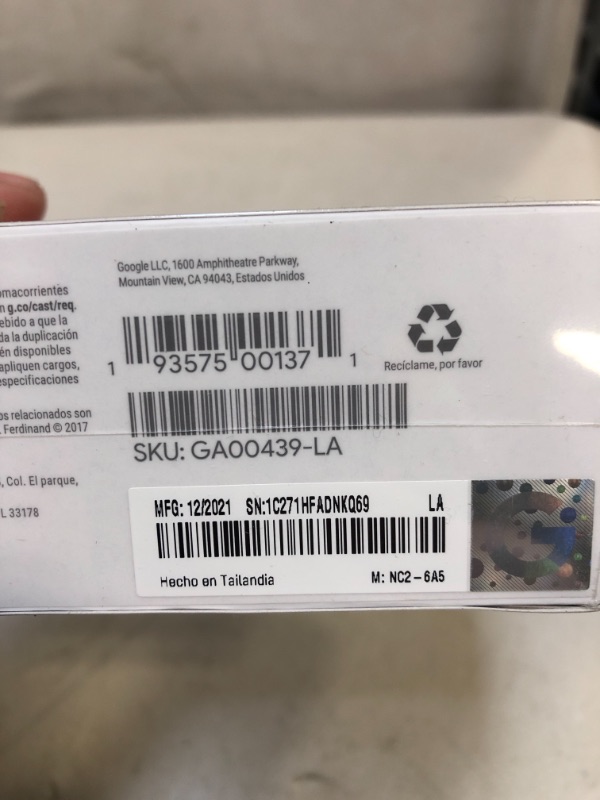 Google LLC, 1600 Amphitheatre Parkway,
Mountain View, CA 94043, Estados Unidos
g.co/cast/req.
ebido a que la
da la duplicación
én disponibles
apliquen cargos,
especificaciones
os relacionados son
Ferdinand © 2017
, Col. El parque,
L 33178
1 93575 00137 1
Recíclame, por favor
SKU: GA00439-LA
MFG: 12/2021 SN:1C271HFADNKQ69 LA
Hecho en Tailandia M: NC2-6A5
G